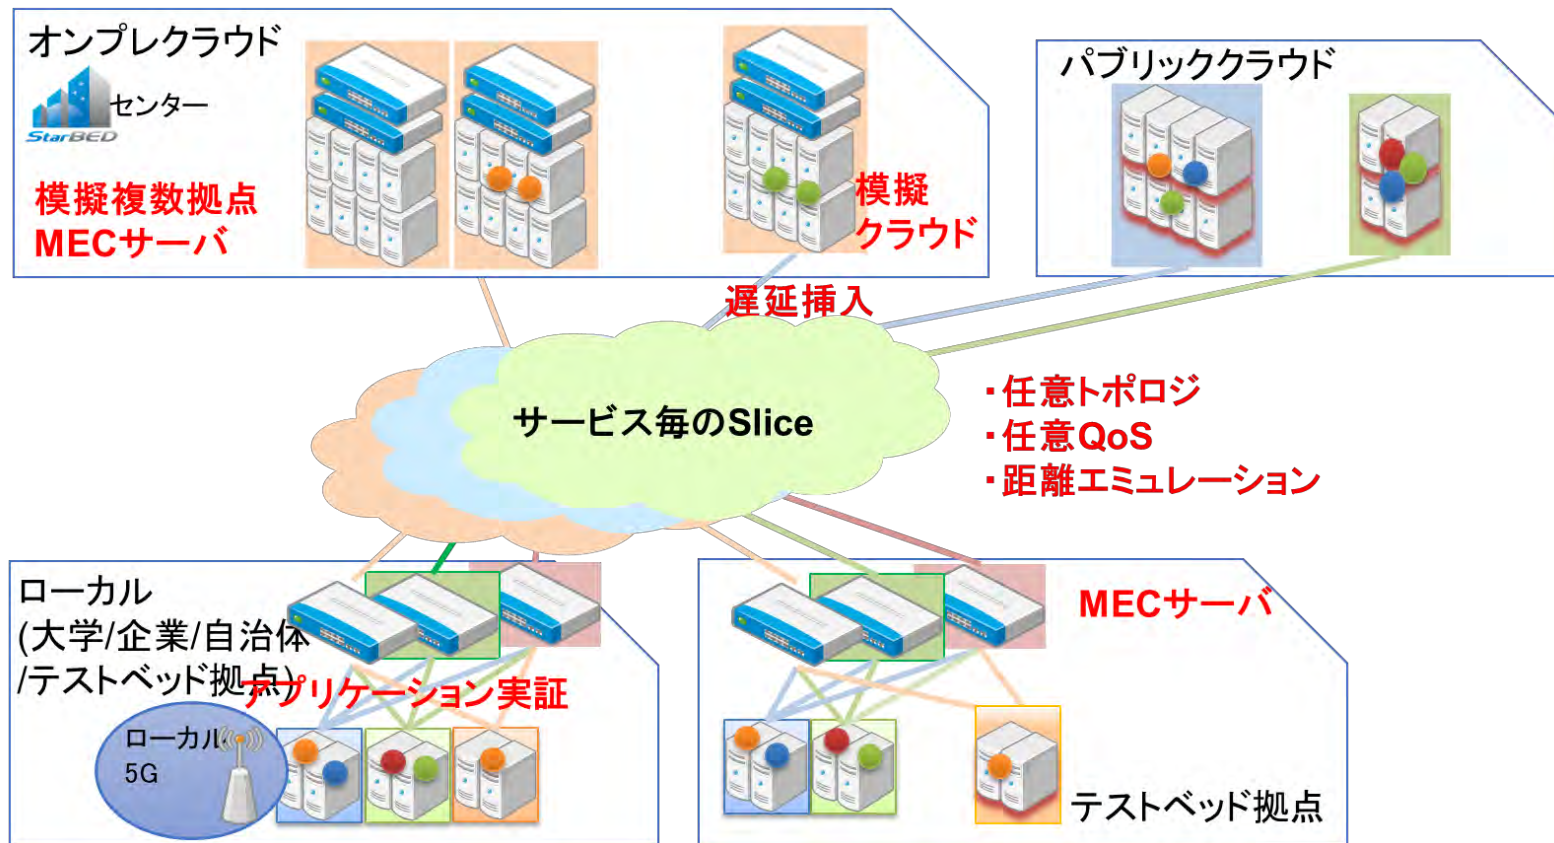 オンプレクラウド
StarBED
センター
模擬複数拠点
MECサーバ
模擬
クラウド
パブリッククラウド
遅延挿入
サービス毎のSlice
・任意トポロジ
・任意QoS
・距離エミュレーション
ローカル
(大学/企業/自治体
/テストベッド拠点)
アプリケーション実証
ローカル
5G
MECサーバ
テストベッド拠点